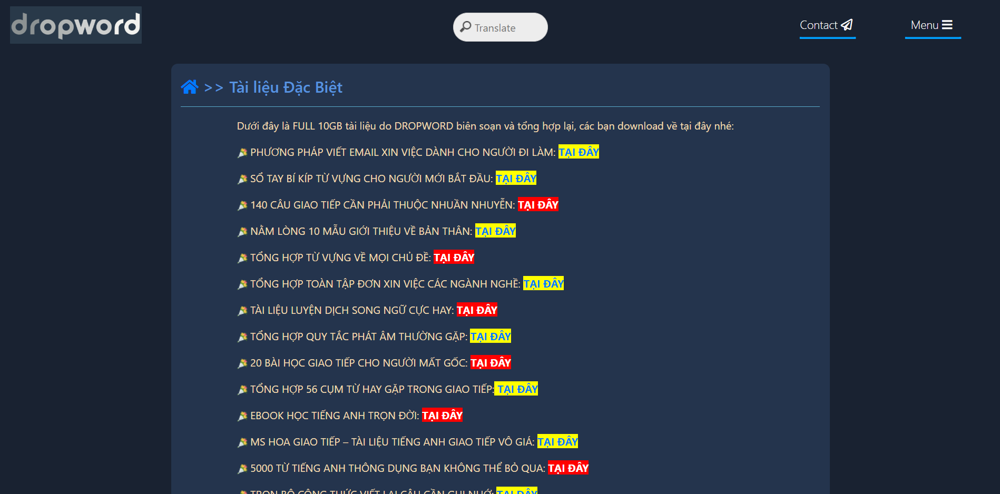 dropword
Translate
Contact
Menu
>> Tài liệu Đặc Biệt
Dưới đây là FULL 10GB tài liệu do DROPWORD biên soạn và tổng hợp lại, các bạn download về tại đây nhé:
PHƯƠNG PHÁP VIẾT EMAIL XIN VIỆC DÀNH CHO NGƯỜI ĐI LÀM: TẠI ĐÂY
SỔ TAY BÍ KÍP TỪ VỰNG CHO NGƯỜI MỚI BẮT ĐẦU: TẠI ĐÂY
140 CÂU GIAO TIẾP CẦN PHẢI THUỘC NHUẦN NHUYỄN: TẠI ĐÂY
NẰM LÒNG 10 MẪU GIỚI THIỆU VỀ BẢN THÂN: TẠI ĐÂY
TỔNG HỢP TỪ VỰNG VỀ MỌI CHỦ ĐỀ: TẠI ĐÂY
TỔNG HỢP TOÀN TẬP ĐƠN XIN VIỆC CÁC NGÀNH NGHỀ: TẠI ĐÂY
TÀI LIỆU LUYỆN DỊCH SONG NGỮ CỰC HAY: TẠI ĐÂY
TỔNG HỢP QUY TẮC PHÁT ÂM THƯỜNG GẶP: TẠI ĐÂY
20 BÀI HỌC GIAO TIẾP CHO NGƯỜI MẤT GỐC: TẠI ĐÂY
TỔNG HỢP 56 CỤM TỪ HAY GẶP TRONG GIAO TIẾP: TẠI ĐÂY
EBOOK HỌC TIẾNG ANH TRỌN ĐỜI: TẠI ĐÂY
MS HOA GIAO TIẾP – TÀI LIỆU TIẾNG ANH GIAO TIẾP VÔ GIÁ: TẠI ĐÂY
5000 TỪ TIẾNG ANH THÔNG DỤNG BẠN KHÔNG THỂ BỎ QUA: TẠI ĐÂY
TRỌN BỘ CÔNG THỨC VIẾT LẠI CÂU CẦN GHI NHỚ: TẠI ĐÂY